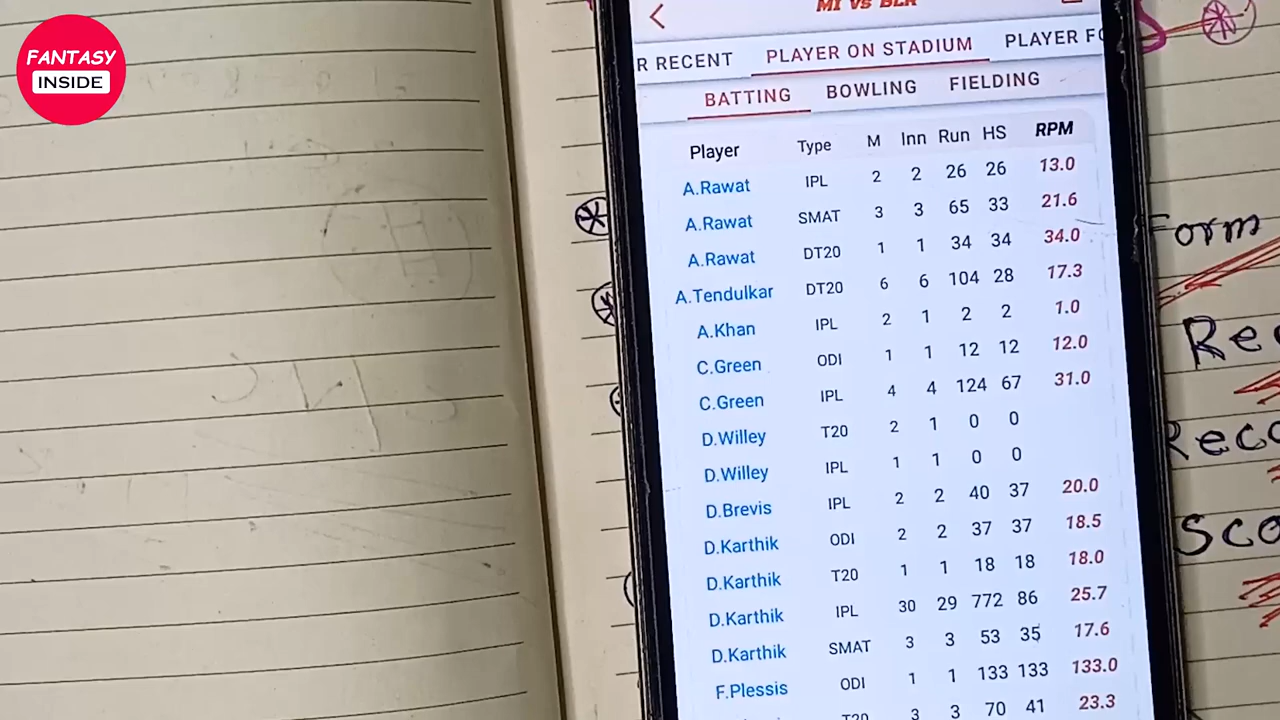 FANTASY
INSIDE
MI vs BLR
R RECENT PLAYER ON STADIUM PLAYER FO
BATTING BOWLING FIELDING
Player Type M Inn Run HS RPM
A.Rawat IPL 2 2 26 26 13.0
A.Rawat SMAT 3 3 65 33 21.6
A.Rawat DT20 1 1 34 34 34.0
A.Tendulkar DT20 6 6 104 28 17.3
A.Khan IPL 2 1 2 2 1.0
C.Green ODI 1 1 12 12 12.0
C.Green IPL 4 4 124 67 31.0
D.Willey T20 2 1 0 0
D.Willey IPL 1 1 0 0
D.Brevis IPL 2 2 40 37 20.0
D.Karthik ODI 2 2 37 37 18.5
D.Karthik T20 1 1 18 18 18.0
D.Karthik IPL 30 29 772 86 25.7
D.Karthik SMAT 3 3 53 35 17.6
F.Plessis ODI 1 1 133 133 133.0
T20 3 3 70 41 23.3
Form
Rec
Reco
Sco